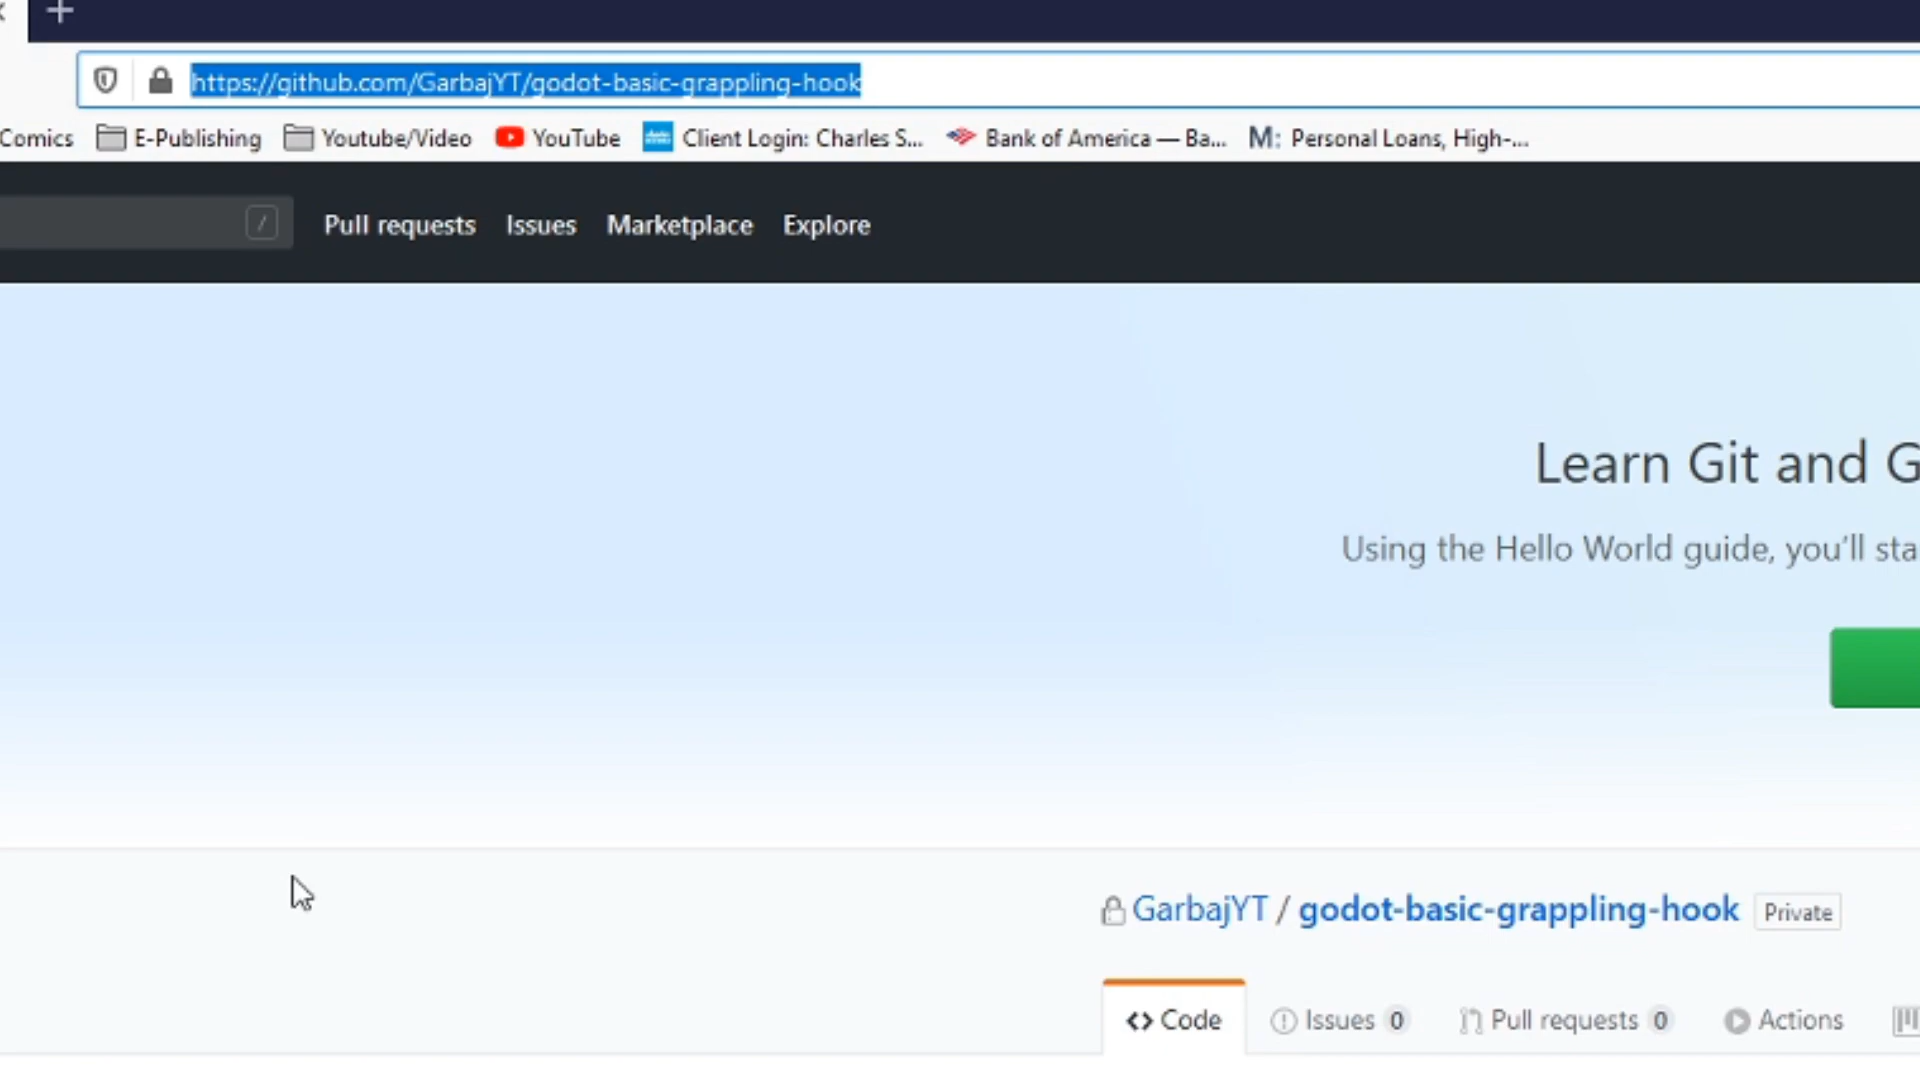 https://github.com/GarbajYT/godot-basic-grappling-hook
Comics E-Publishing Youtube/Video YouTube Client Login: Charles S... Bank of America — Ba... M: Personal Loans, High-...
/ Pull requests Issues Marketplace Explore
Learn Git and G
Using the Hello World guide, you'll sta
GarbajYT / godot-basic-grappling-hook Private
<> Code Issues 0 Pull requests 0 Actions